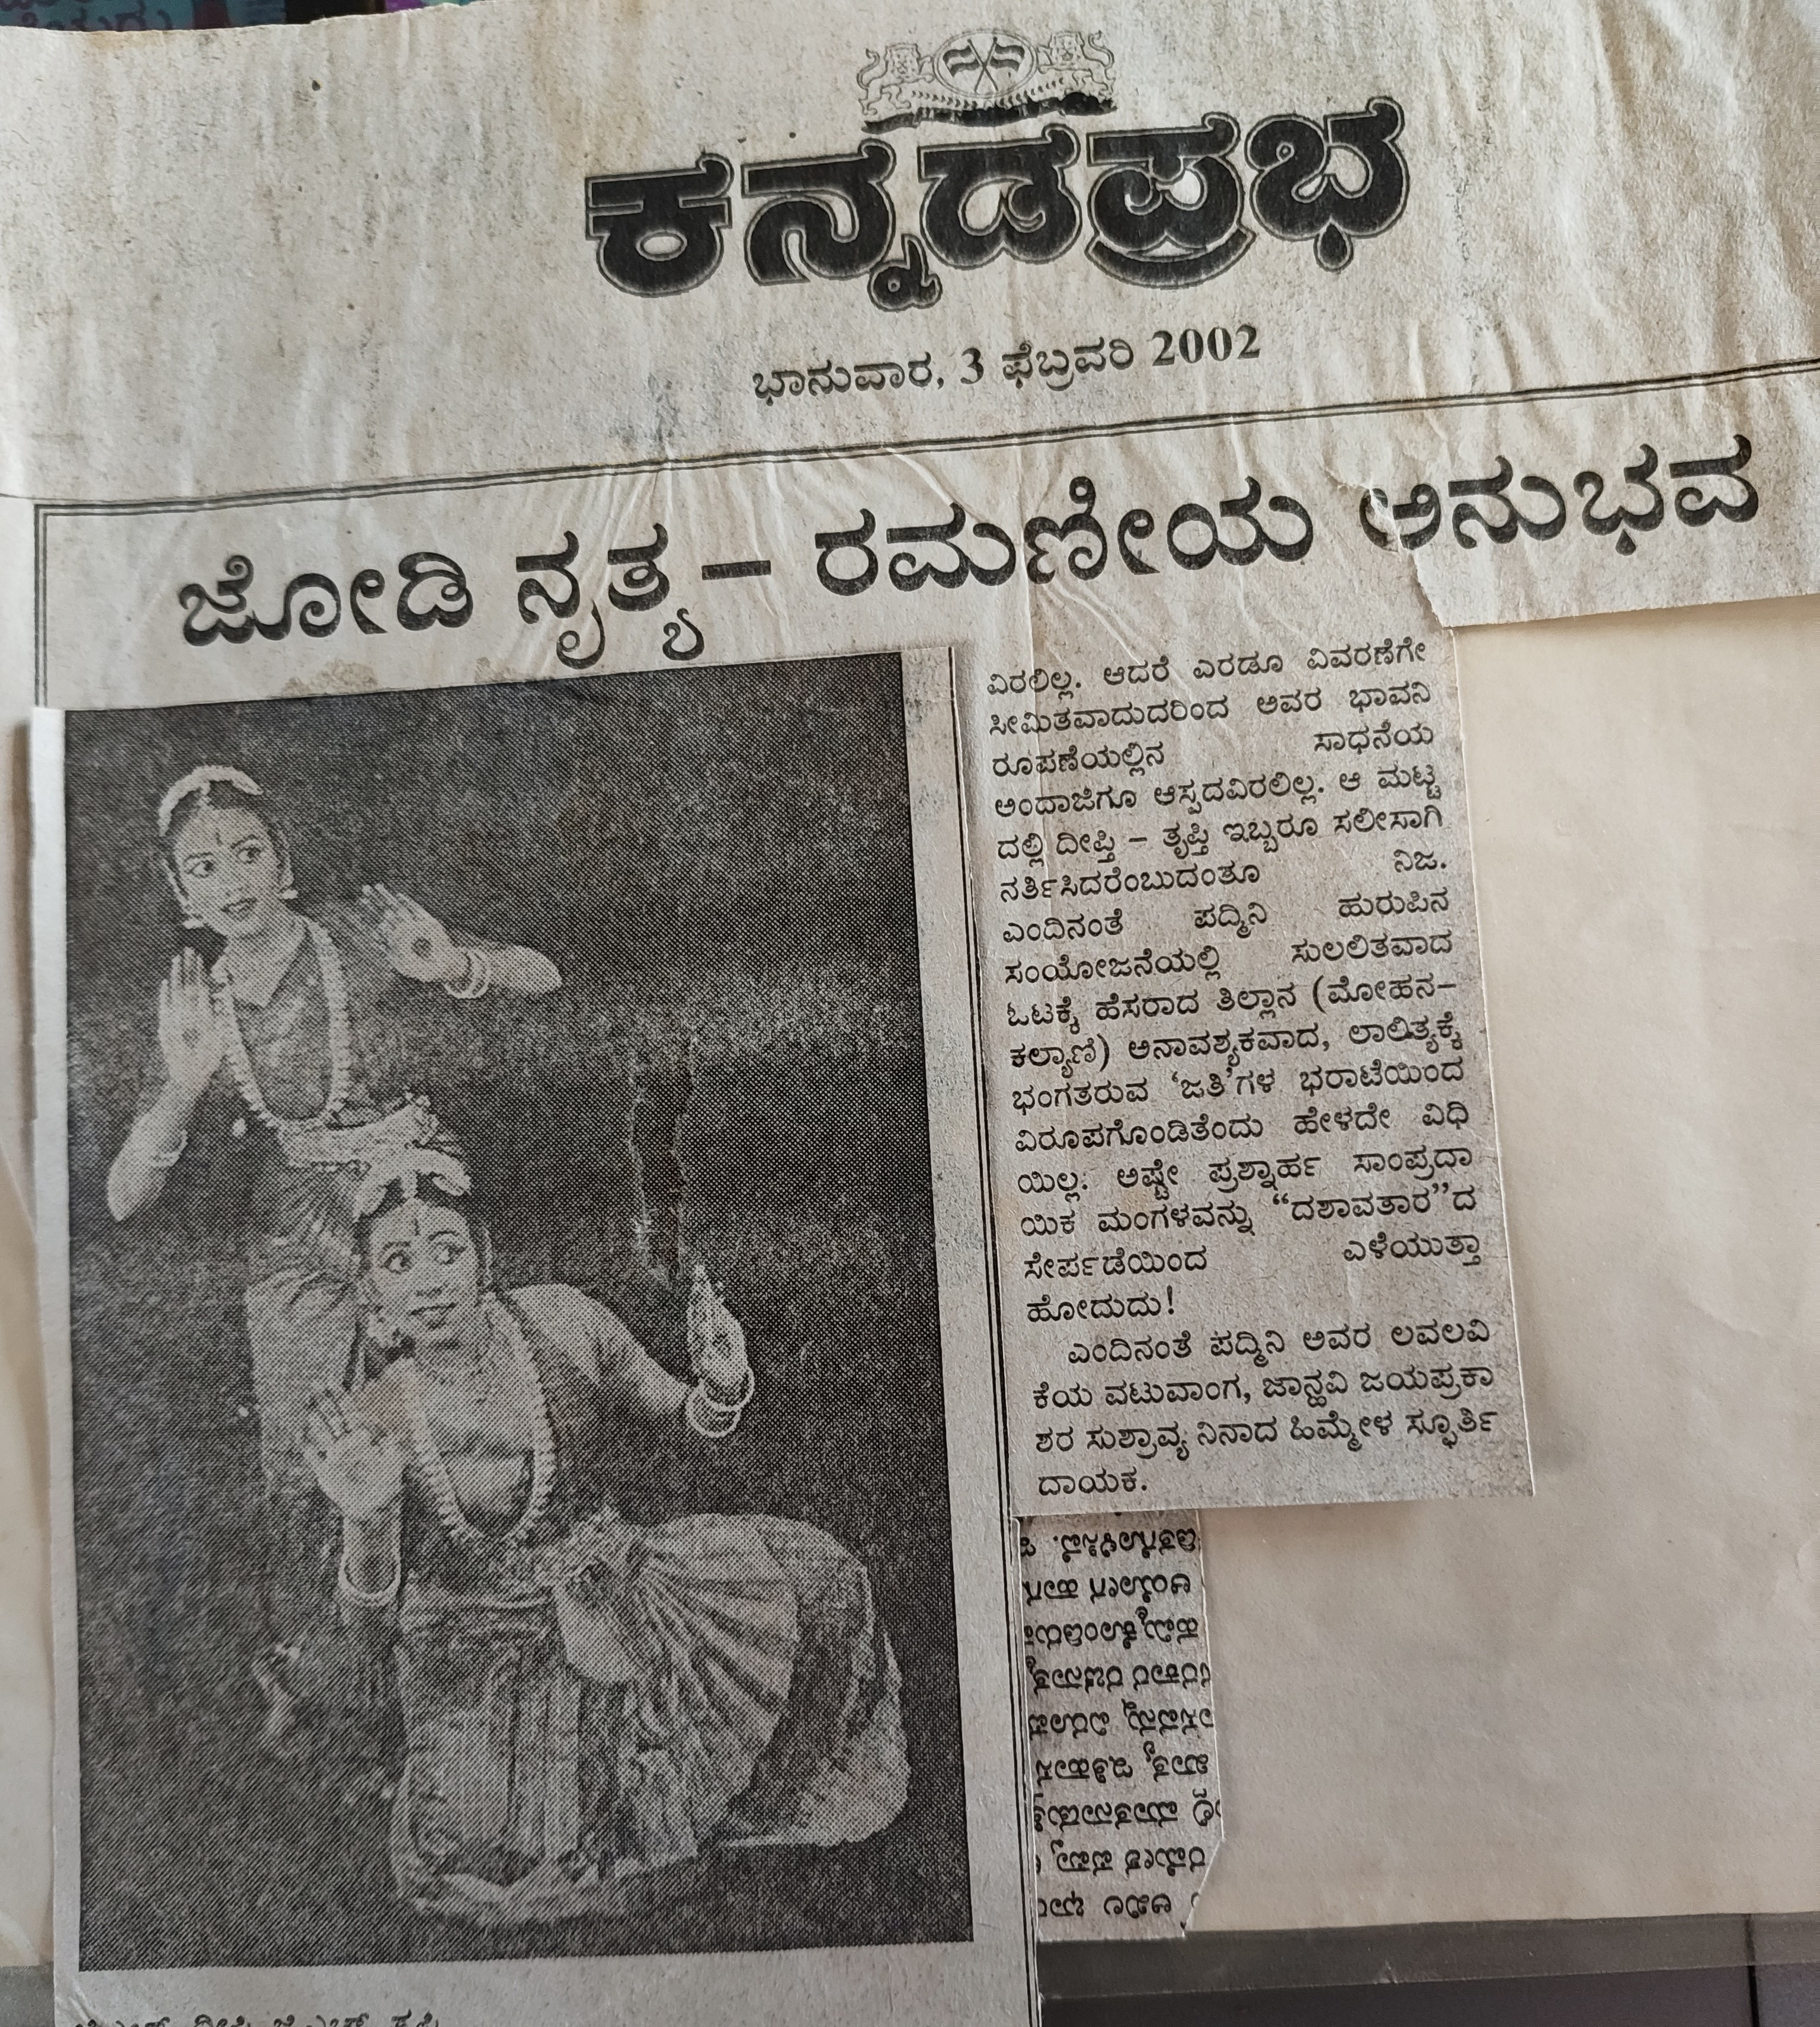 ಕನ್ನಡಪ್ರಭ
ಭಾನುವಾರ, 3 ಫೆಬ್ರವರಿ 2002
ಜೋಡಿ ನೃತ್ಯ – ರಮಣೀಯ ಅನುಭವ
ವಿರಲಿಲ್ಲ. ಆದರೆ ಎರಡೂ ವಿವರಣೆಗೇ
ಸೀಮಿತವಾದುದರಿಂದ ಅವರ ಭಾವನಿ
ರೂಪಣೆಯಲ್ಲಿನ ಸಾಧನೆಯ
ಅಂದಾಜಿಗೂ ಆಸ್ಪದವಿರಲಿಲ್ಲ. ಆ ಮಟ್ಟ
ದಲ್ಲಿ ದೀಪ್ತಿ – ತೃಪ್ತಿ ಇಬ್ಬರೂ ಸಲೀಸಾಗಿ
ನರ್ತಿಸಿದರೆಂಬುದಂತೂ ನಿಜ.
ಎಂದಿನಂತೆ ಪದ್ಮಿನಿ ಹುರುಪಿನ
ಸಂಯೋಜನೆಯಲ್ಲಿ ಸುಲಲಿತವಾದ
ಓಟಕ್ಕೆ ಹೆಸರಾದ ತಿಲ್ಲಾನ (ಮೋಹನ–
ಕಲ್ಯಾಣಿ) ಅನಾವಶ್ಯಕವಾದ, ಲಾಲಿತ್ಯಕ್ಕೆ
ಭಂಗತರುವ ‘ಜತಿ’ಗಳ ಭರಾಟೆಯಿಂದ
ವಿರೂಪಗೊಂಡಿತೆಂದು ಹೇಳದೇ ವಿಧಿ
ಯಿಲ್ಲ. ಅಷ್ಟೇ ಪ್ರಶ್ನಾರ್ಹ ಸಾಂಪ್ರದಾ
ಯಿಕ ಮಂಗಳವನ್ನು “ದಶಾವತಾರ”ದ
ಸೇರ್ಪಡೆಯಿಂದ ಎಳೆಯುತ್ತಾ
ಹೋದುದು!
ಎಂದಿನಂತೆ ಪದ್ಮಿನಿ ಅವರ ಲವಲವಿ
ಕೆಯ ವಟುವಾಂಗ, ಜಾನ್ಹವಿ ಜಯಪ್ರಕಾ
ಶರ ಸುಶ್ರಾವ್ಯ ನಿನಾದ ಹಿಮ್ಮೇಳ ಸ್ಫೂರ್ತಿ
ದಾಯಕ.